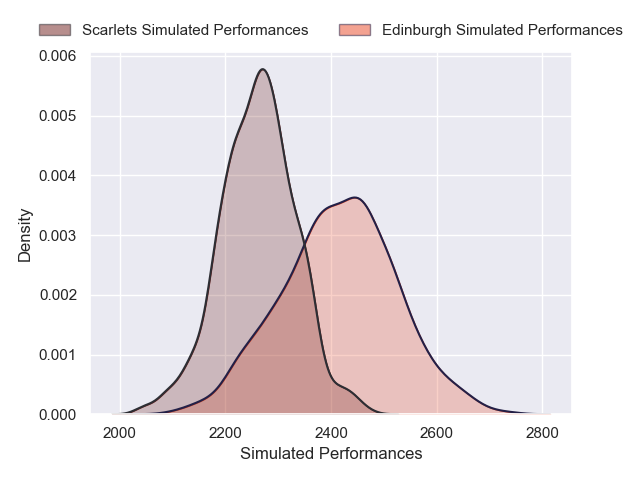 Scarlets Simulated Performances Edinburgh Simulated Performances
0.006
0.005
0.004
0.003
0.002
0.001
0.000
Density
2000 2200 2400 2600 2800
Simulated Performances